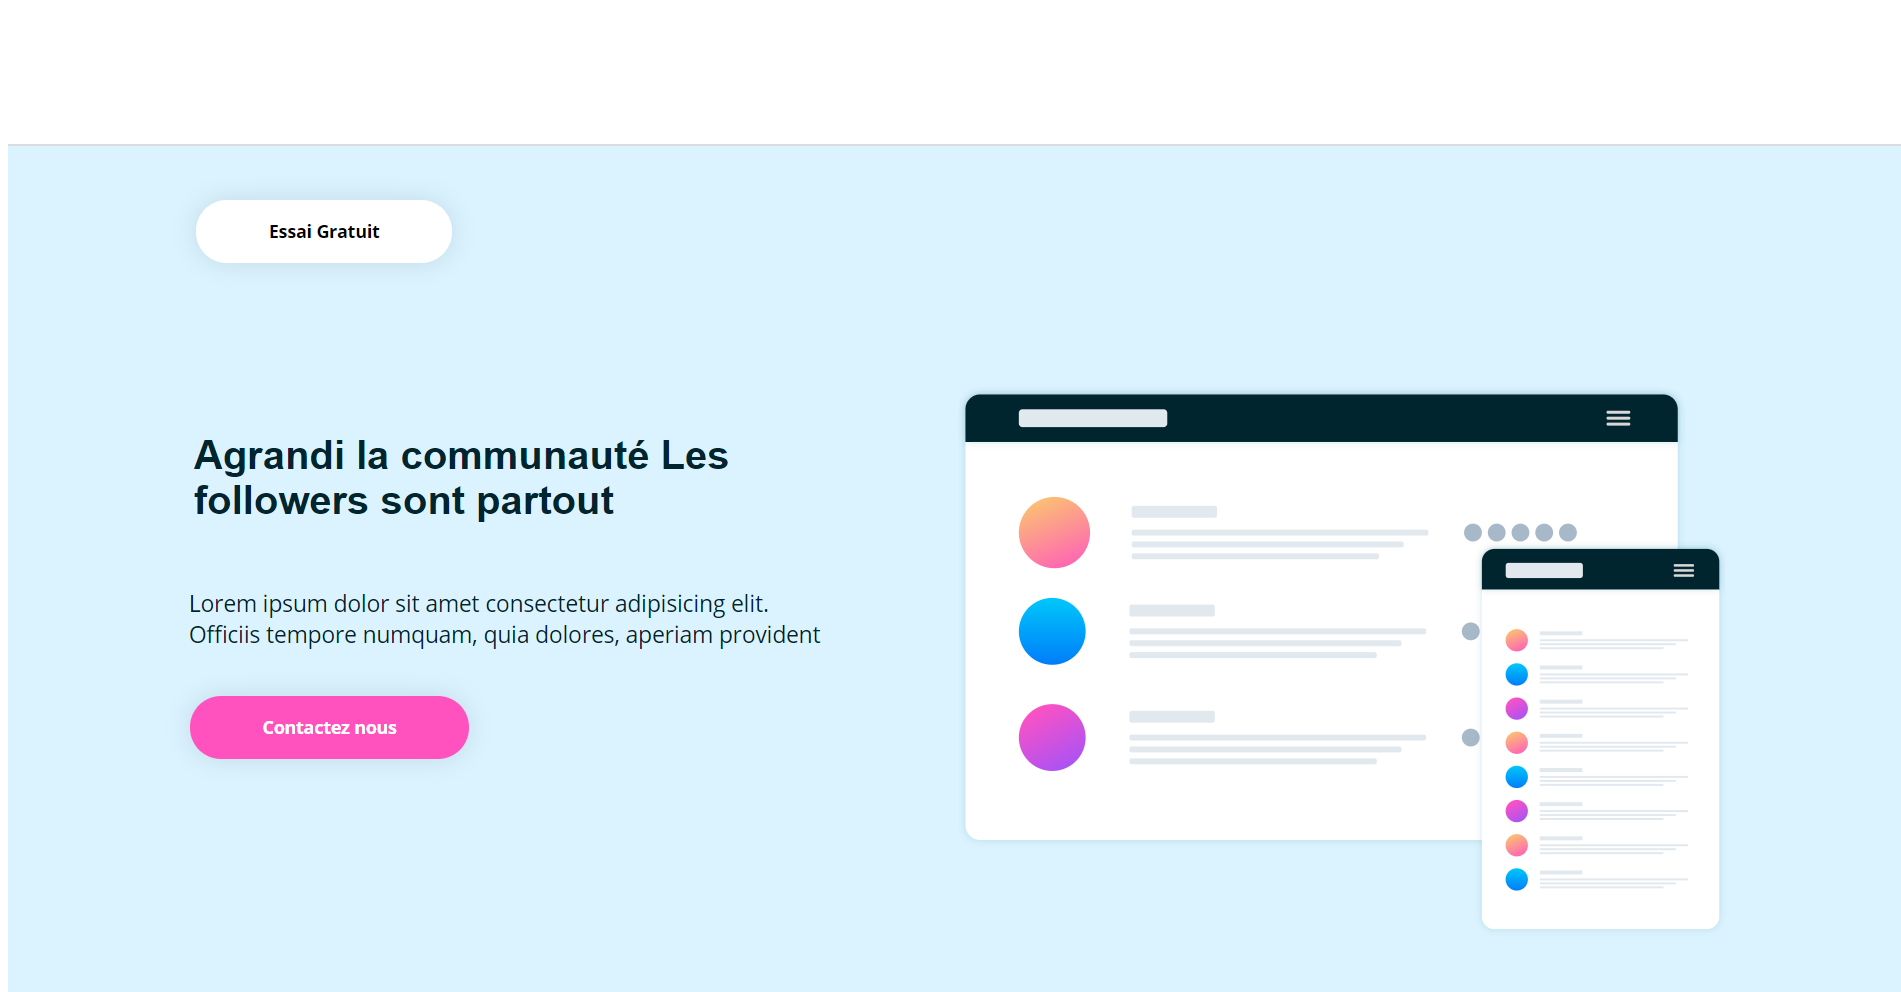 Essai Gratuit
Agrandi la communauté Les
followers sont partout
Lorem ipsum dolor sit amet consectetur adipisicing elit.
Officiis tempore numquam, quia dolores, aperiam provident
Contactez nous